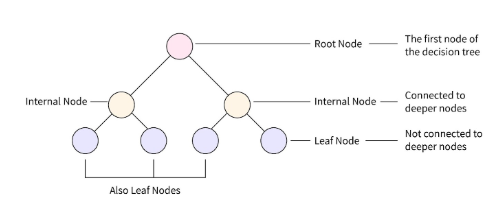 Root Node
The first node of
the decision tree
Internal Node
Internal Node
Connected to
deeper nodes
Leaf Node
Not connected to
deeper nodes
Also Leaf Nodes